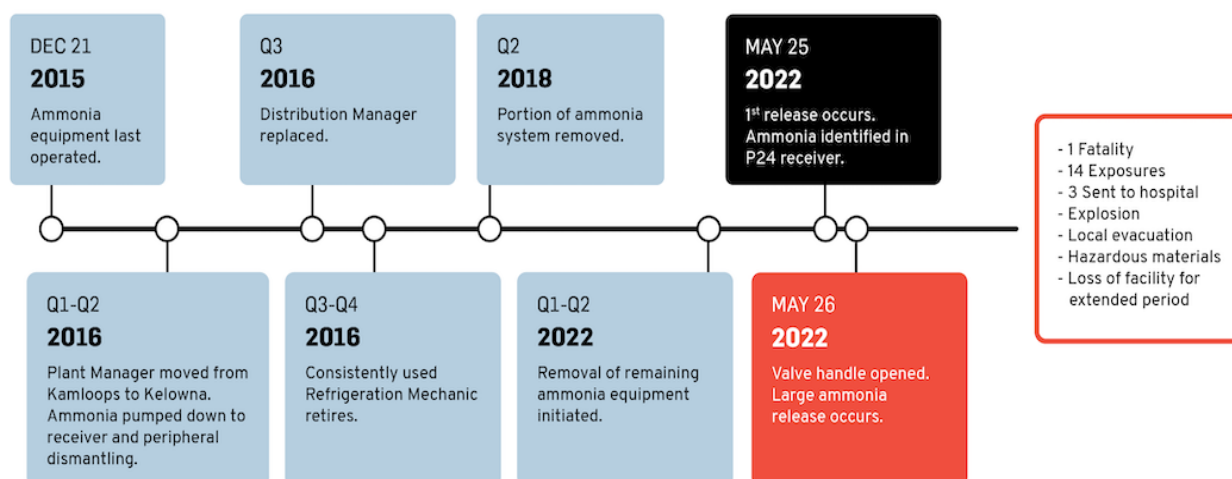 DEC 21
2015
Ammonia
equipment last
operated.
Q3
2016
Distribution Manager
replaced.
Q2
2018
Portion of ammonia
system removed.
MAY 25
2022
1st release occurs.
Ammonia identified in
P24 receiver.
Q1-Q2
2016
Plant Manager moved from
Kamloops to Kelowna.
Ammonia pumped down to
receiver and peripheral
dismantling.
Q3-Q4
2016
Consistently used
Refrigeration Mechanic
retires.
Q1-Q2
2022
Removal of remaining
ammonia equipment
initiated.
MAY 26
2022
Valve handle opened.
Large ammonia
release occurs.
- 1 Fatality
- 14 Exposures
- 3 Sent to hospital
- Explosion
- Local evacuation
- Hazardous materials
- Loss of facility for
extended period